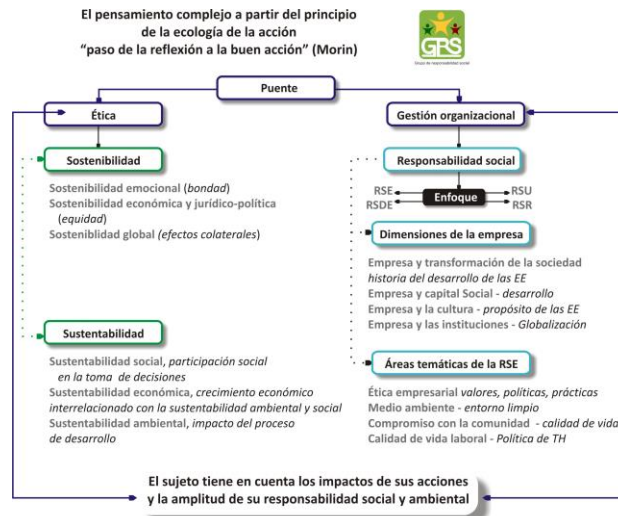 El pensamiento complejo a partir del principio
de la ecología de la acción
"paso de la reflexión a la buen acción" (Morin)
GRS
Grupo de responsabilidad social
Puente
Ética
Gestión organizacional
Sostenibilidad
Sostenibilidad emocional (bondad)
Sostenibilidad económica y jurídico-política
(equidad)
Sosteniblidad global (efectos colaterales)
Responsabilidad social
RSE
RSDE
Enfoque
RSU
RSR
Dimensiones de la empresa
Empresa y transformación de la sociedad
historia del desarrollo de las EE
Empresa y capital Social - desarrollo
Empresa y la cultura - propósito de las EE
Empresa y las instituciones - Globalización
Sustentabilidad
Sustentabilidad social, participación social
en la toma de decisiones
Sustentabilidad económica, crecimiento económico
interrelacionado con la sustentabilidad ambiental y social
Sustentabilidad ambiental, impacto del proceso
de desarrollo
Áreas temáticas de la RSE
Ética empresarial valores, políticas, prácticas
Medio ambiente - entorno limpio
Compromiso con la comunidad - calidad de vida
Calidad de vida laboral - Política de TH
El sujeto tiene en cuenta los impactos de sus acciones
y la amplitud de su responsabilidad social y ambiental